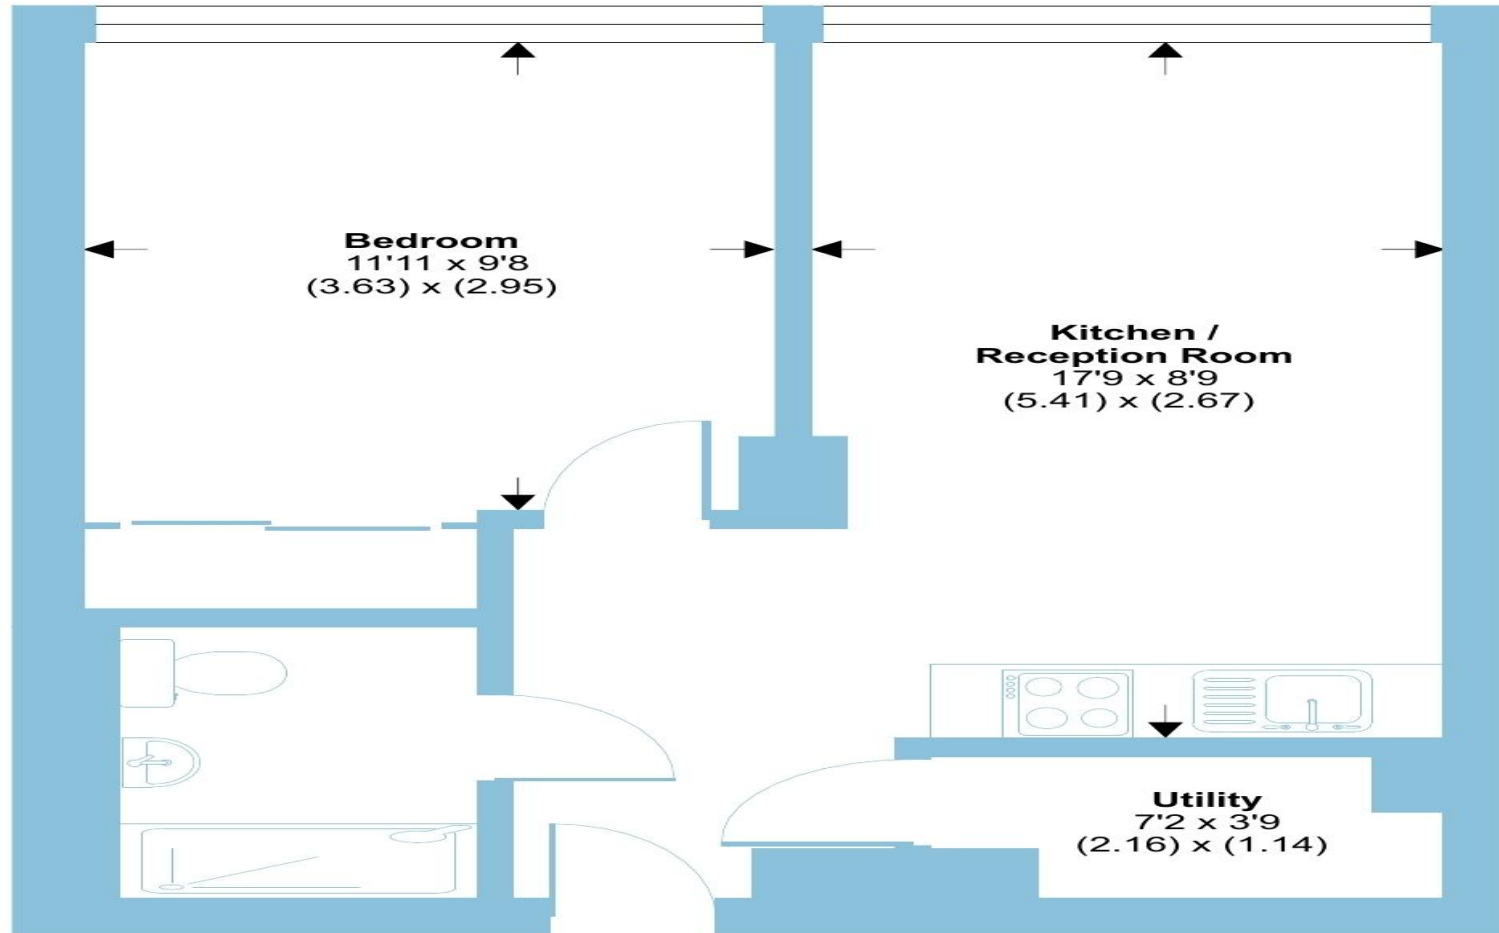 Bedroom
11'11 x 9'8
(3.63) x (2.95)
Kitchen /
Reception Room
17'9 x 8'9
(5.41) x (2.67)
Utility
7'2 x 3'9
(2.16) x (1.14)